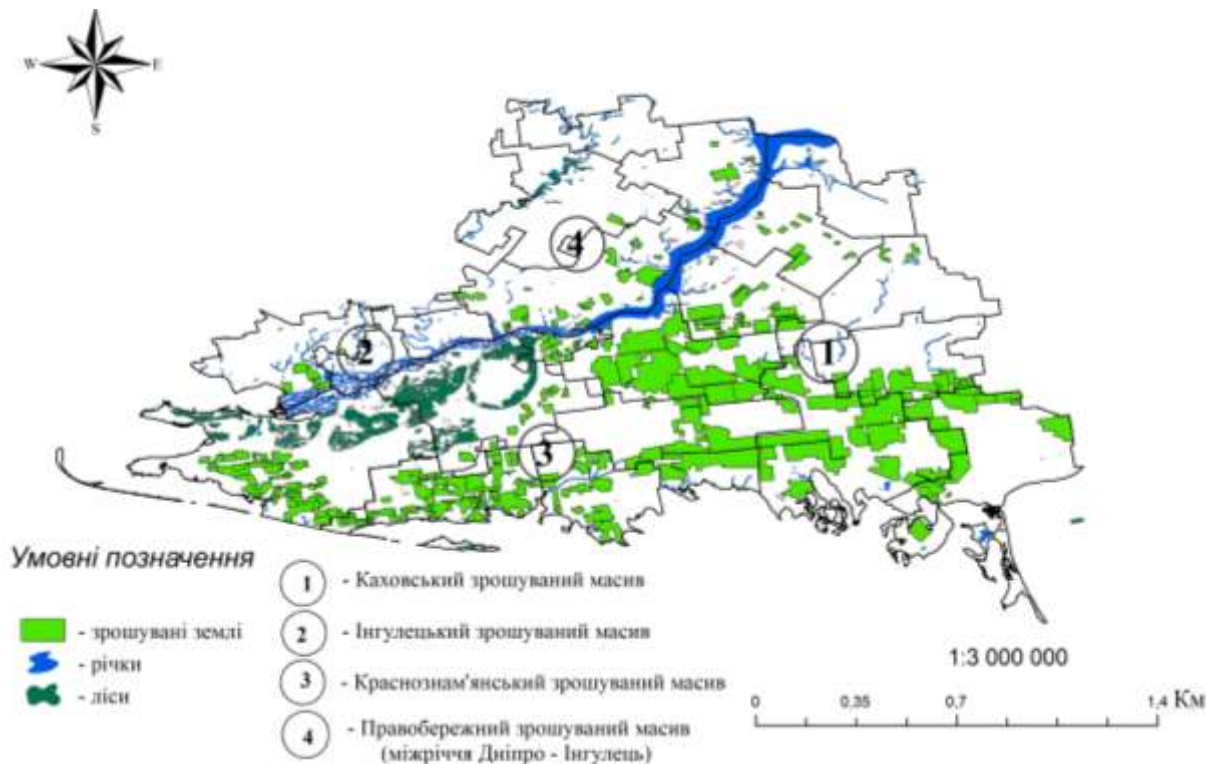 W E
S
4
2
1
3
Умовні позначення
- зрошувані землі
- річки
- ліси
1 - Каховський зрошуваний масив
2 - Інгулецький зрошуваний масив
3 - Краснознам'янський зрошуваний масив
4 - Правобережний зрошуваний масив
(міжріччя Дніпро - Інгулець)
1:3 000 000
0 0,35 0,7 1,4 Км